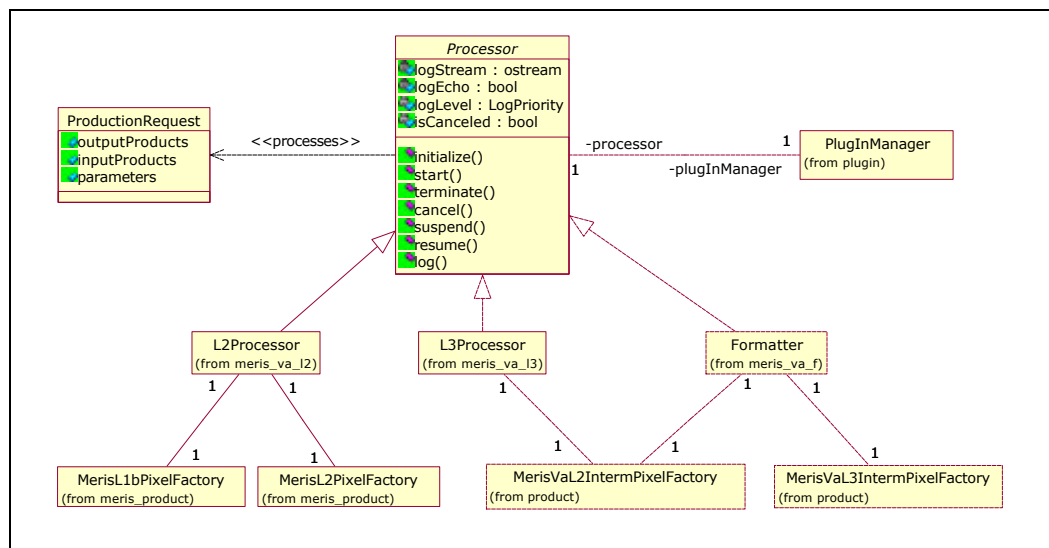 Processor
logStream : ostream
logEcho : bool
logLevel : LogPriority
isCanceled : bool
initialize()
start()
terminate()
cancel()
suspend()
resume()
log()
ProductionRequest
outputProducts
inputProducts
parameters
<<processes>>
-processor
1
1
-plugInManager
PlugInManager
(from plugin)
L2Processor
(from meris_va_l2)
L3Processor
(from meris_va_l3)
Formatter
(from meris_va_f)
1
1
1
1
1
1
1
1
1
1
MerisL1bPixelFactory
(from meris_product)
MerisL2PixelFactory
(from meris_product)
MerisVaL2IntermPixelFactory
(from product)
MerisVaL3IntermPixelFactory
(from product)